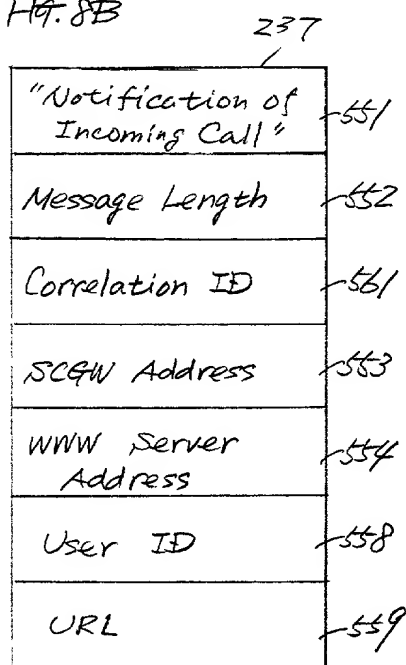 FIG. 8B
237
"Notification of
Incoming Call"
551
Message Length
552
Correlation ID
561
SCGW Address
553
WWW Server
Address
554
User ID
558
URL
559